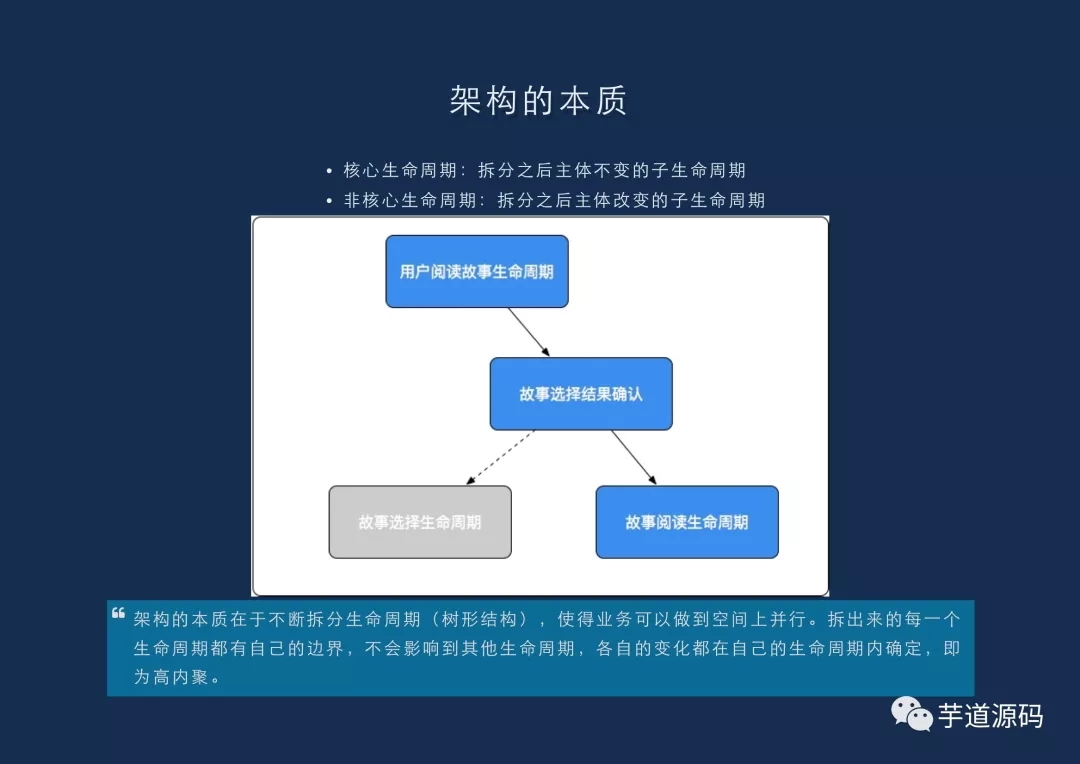 架构的本质
• 核心生命周期：拆分之后主体不变的子生命周期
• 非核心生命周期：拆分之后主体改变的子生命周期
用户阅读故事生命周期
故事选择结果确认
故事选择生命周期
故事阅读生命周期
“ 架构的本质在于不断拆分生命周期（树形结构），使得业务可以做到空间上并行。拆出来的每一个
生命周期都有自己的边界，不会影响到其他生命周期，各自的变化都在自己的生命周期内确定，即
为高内聚。
芋道源码